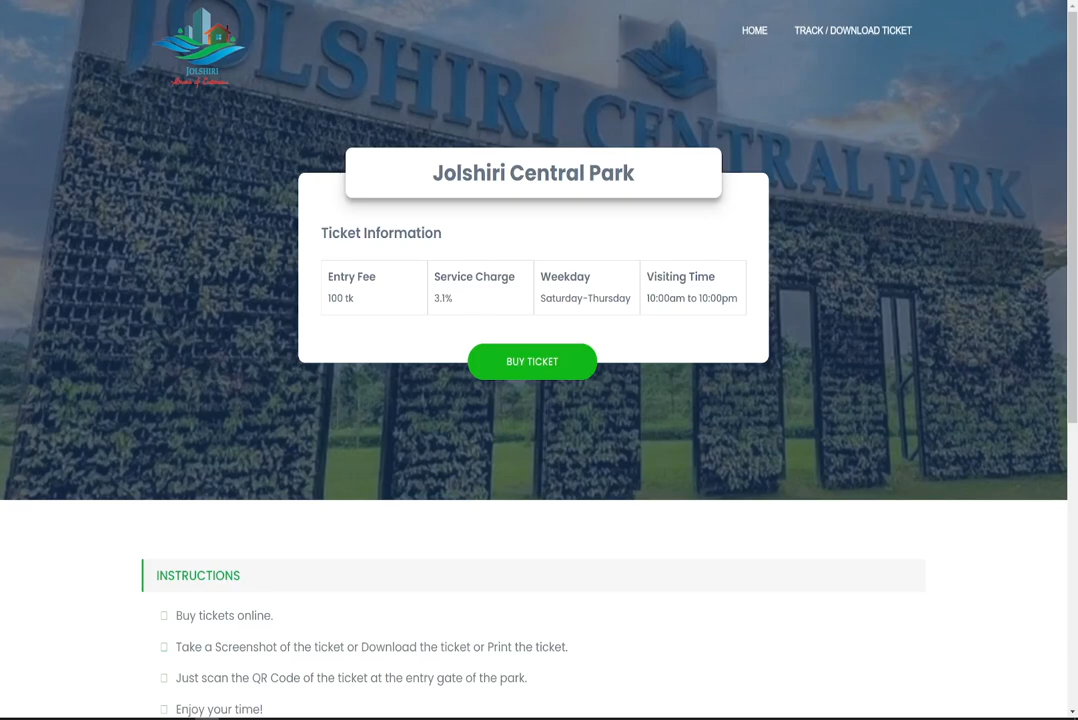 JOLSHIRI
HOME
TRACK / DOWNLOAD TICKET
JOLSHIRI CENTRAL PARK
Jolshiri Central Park
Ticket Information
Entry Fee
Service Charge
Weekday
Visiting Time
100 tk
3.1%
Saturday-Thursday
10:00am to 10:00pm
BUY TICKET
INSTRUCTIONS
Buy tickets online.
Take a Screenshot of the ticket or Download the ticket or Print the ticket.
Just scan the QR Code of the ticket at the entry gate of the park.
Enjoy your time!